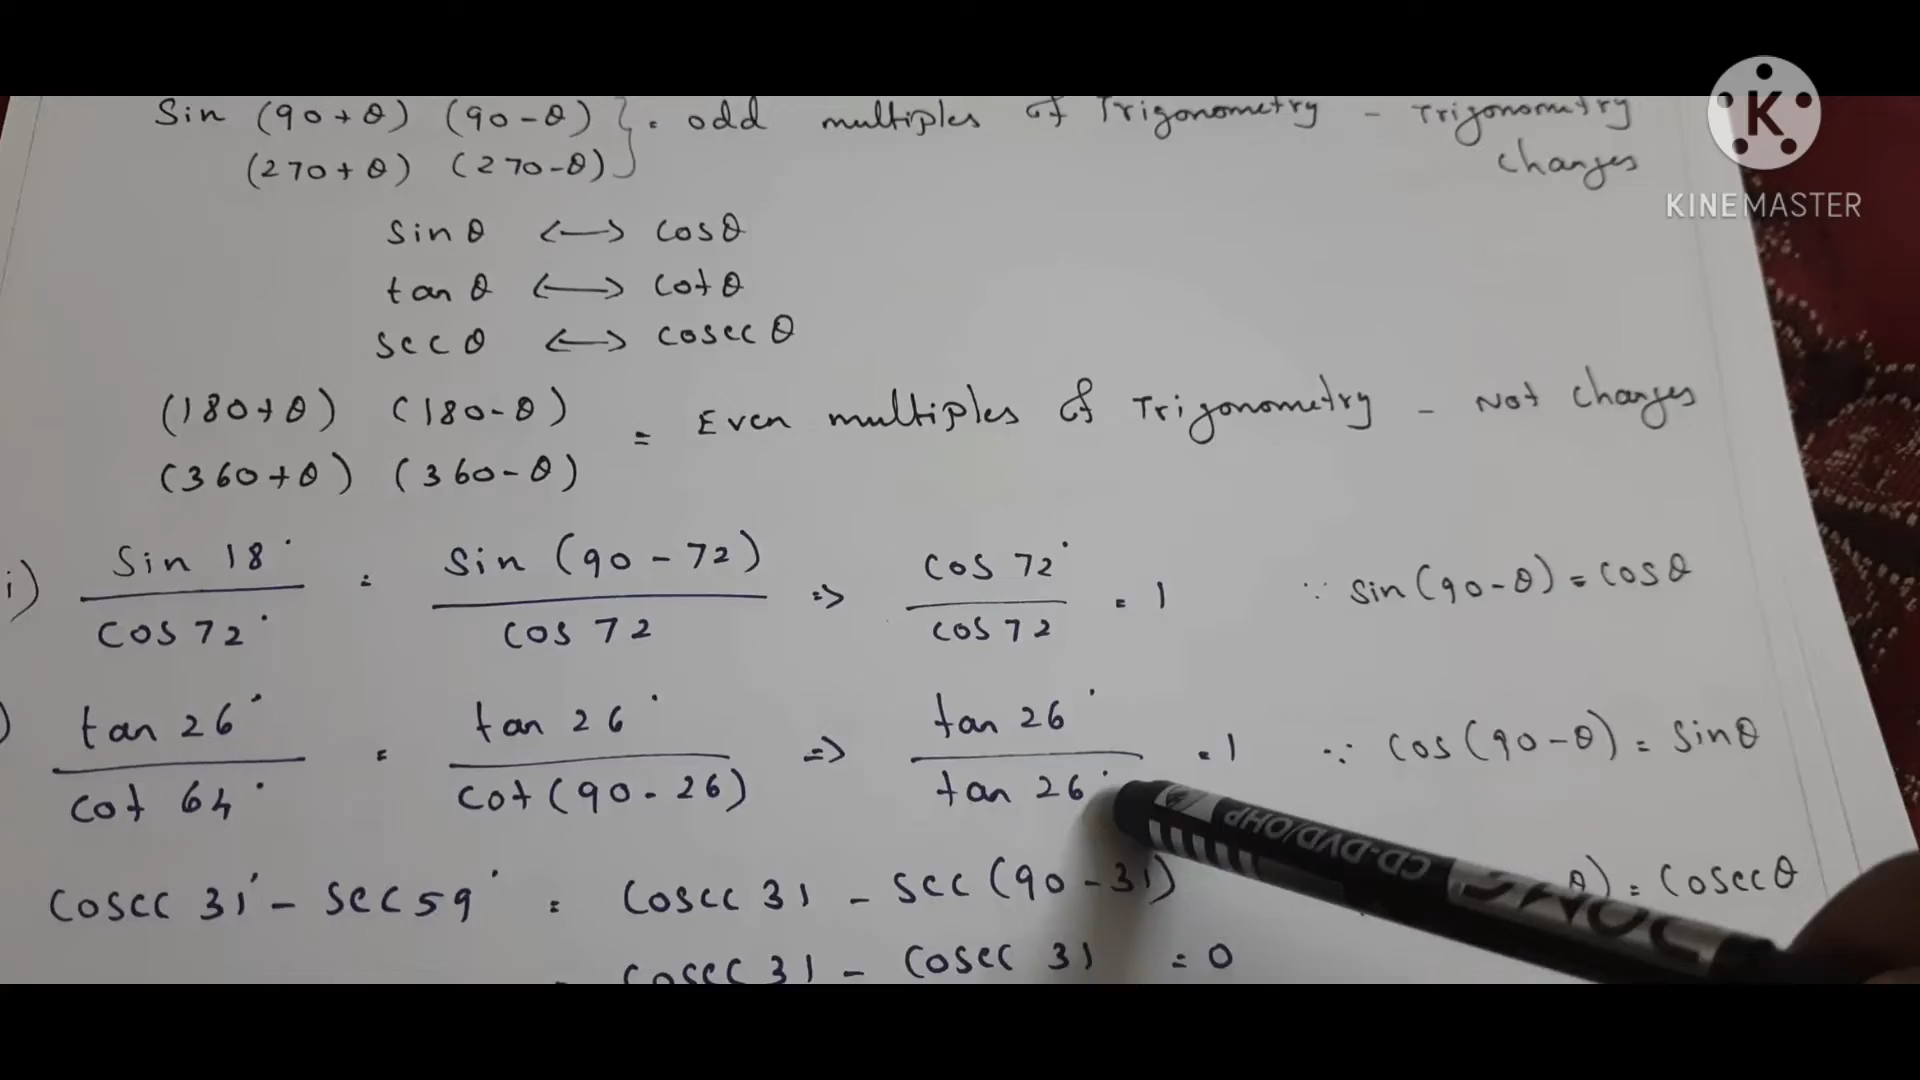 Sin (90+θ) (90-θ) } = odd multiples of Trigonometry - Trigonometry changes
(270+θ) (270-θ)
sinθ <—> cosθ
tanθ <—> cotθ
secθ <—> cosecθ
(180+θ) (180-θ) = Even multiples of Trigonometry - Not changes
(360+θ) (360-θ)
i) Sin 18° / Cos 72° = Sin (90-72) / Cos 72 => Cos 72° / Cos 72 = 1 ∵ sin(90-θ) = cosθ
) tan 26° / cot 64° = tan 26° / cot(90-26) => tan 26° / tan 26° = 1 ∵ cos(90-θ) = sinθ
Cosec 31° - sec 59° = Cosec 31 - sec (90-31) θ) = Cosecθ
= Cosec 31 - Cosec 31 = 0
K
KINEMASTER
CD-DVD/OHP